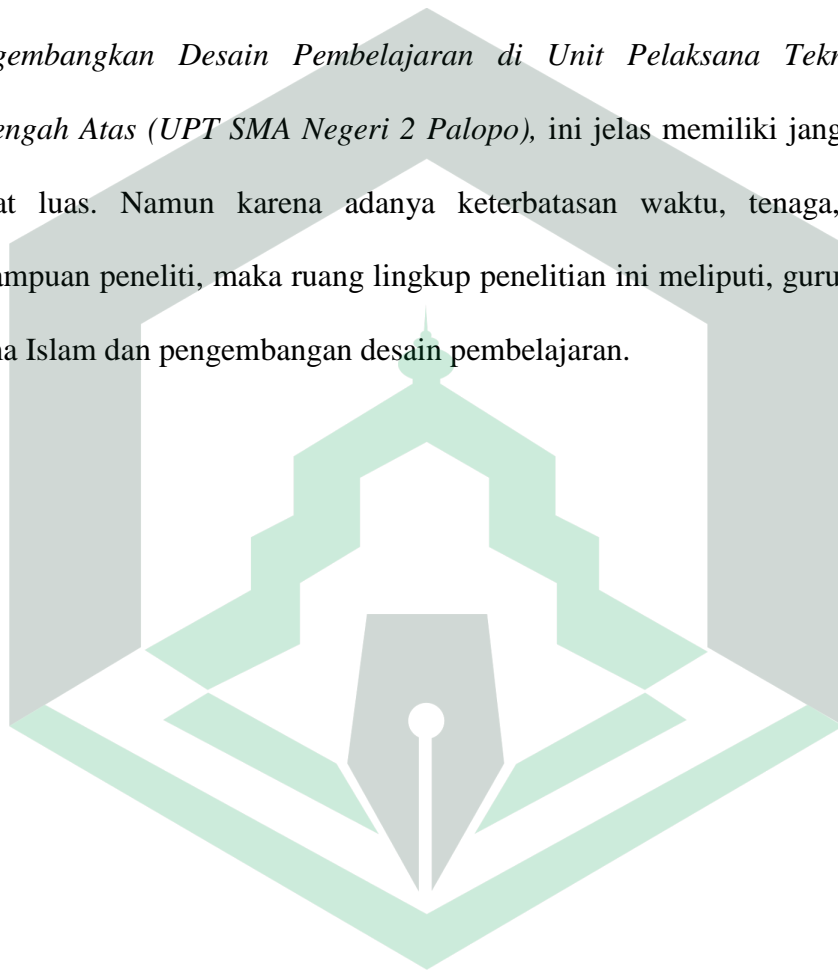 gembangkan Desain Pembelajaran di Unit Pelaksana Tekn
engah Atas (UPT SMA Negeri 2 Palopo), ini jelas memiliki jang
at luas. Namun karena adanya keterbatasan waktu, tenaga,
ampuan peneliti, maka ruang lingkup penelitian ini meliputi, guru
na Islam dan pengembangan desain pembelajaran.